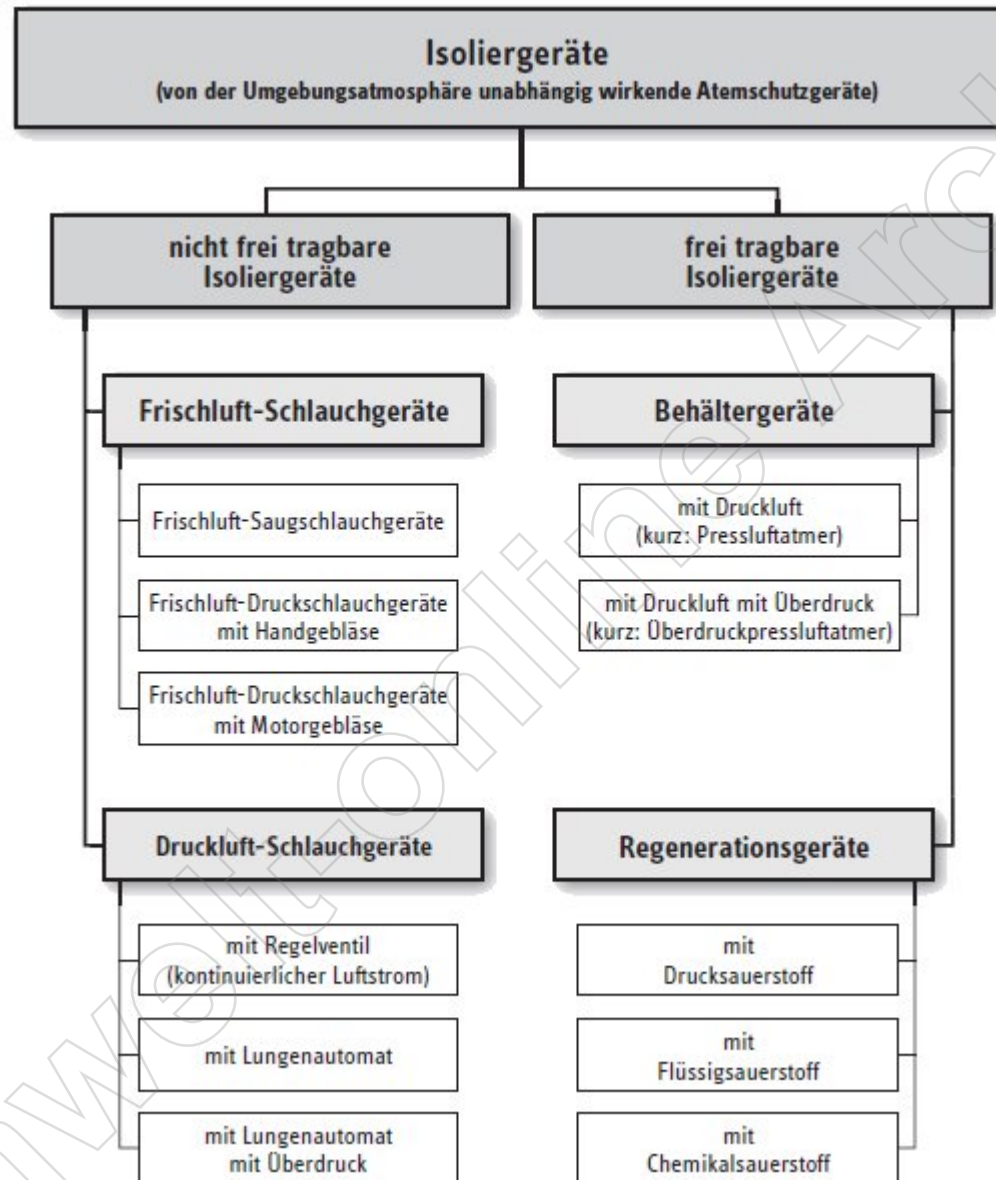 Isoliergeräte
(von der Umgebungsatmosphäre unabhängig wirkende Atemschutzgeräte)
nicht frei tragbare
Isoliergeräte
frei tragbare
Isoliergeräte
Frischluft-Schlauchgeräte
Frischluft-Saugschlauchgeräte
Frischluft-Druckschlauchgeräte
mit Handgebläse
Frischluft-Druckschlauchgeräte
mit Motorgebläse
Behältergeräte
mit Druckluft
(kurz: Pressluftatmer)
mit Druckluft mit Überdruck
(kurz: Überdruckpressluftatmer)
Druckluft-Schlauchgeräte
mit Regelventil
(kontinuierlicher Luftstrom)
mit Lungenautomat
mit Lungenautomat
mit Überdruck
Regenerationsgeräte
mit
Drucksauerstoff
mit
Flüssigsauerstoff
mit
Chemikalsauerstoff